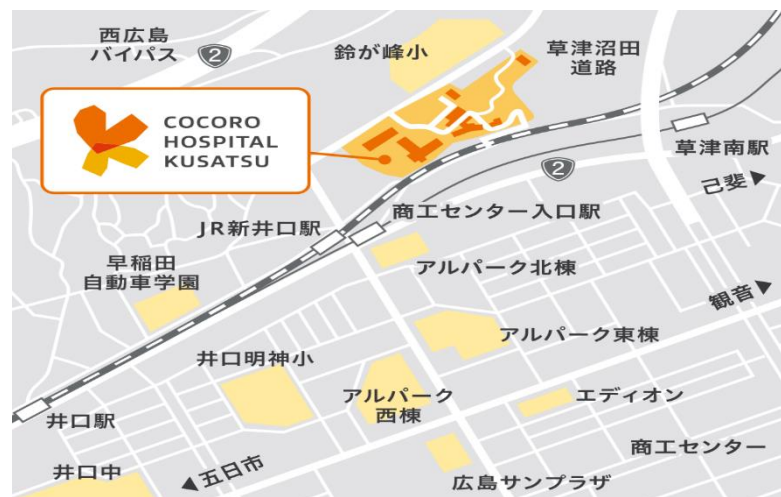 西広島
バイパス
2
鈴が峰小
草津沼田
道路
COCORO
HOSPITAL
KUSATSU
草津南駅
2
己斐▶
商工センター入口駅
JR新井口駅
早稲田
自動車学園
アルパーク北棟
観音▶
アルパーク東棟
井口明神小
アルパーク
西棟
エディオン
井口駅
商工センター
井口中
◀五日市
広島サンプラザ